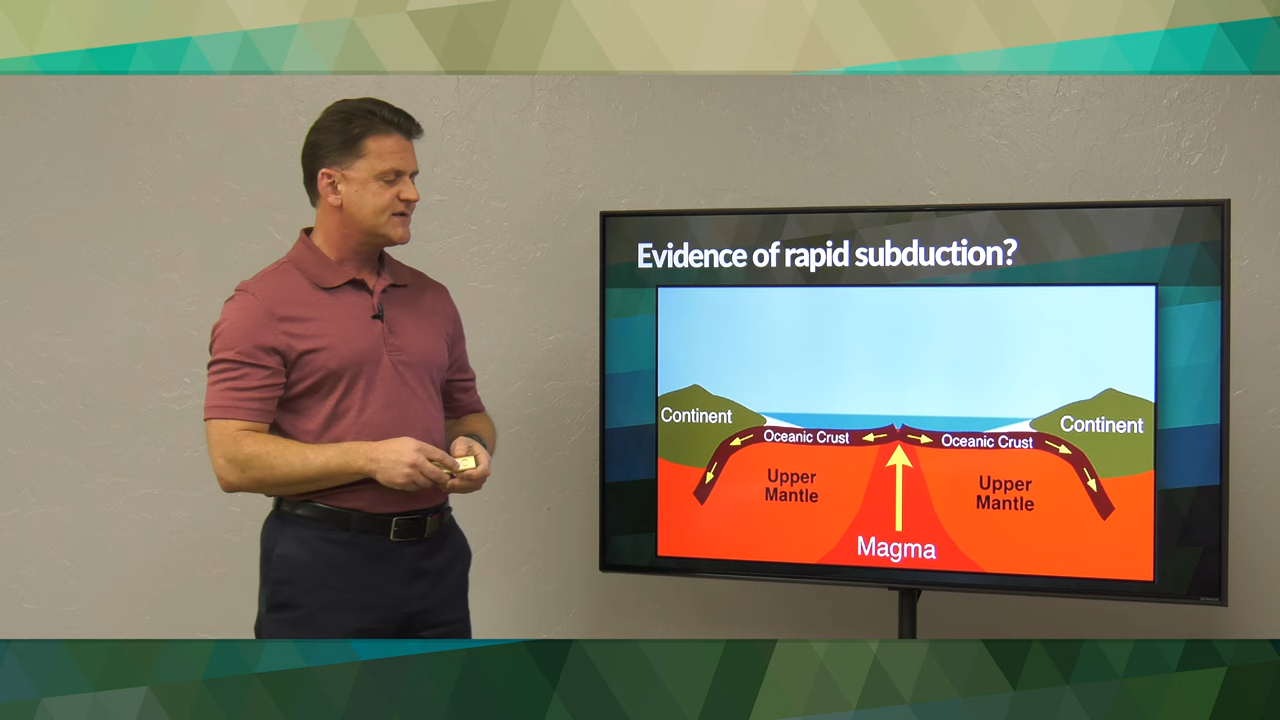 Evidence of rapid subduction?
Continent
Oceanic Crust
Oceanic Crust
Continent
Upper
Mantle
Upper
Mantle
Magma